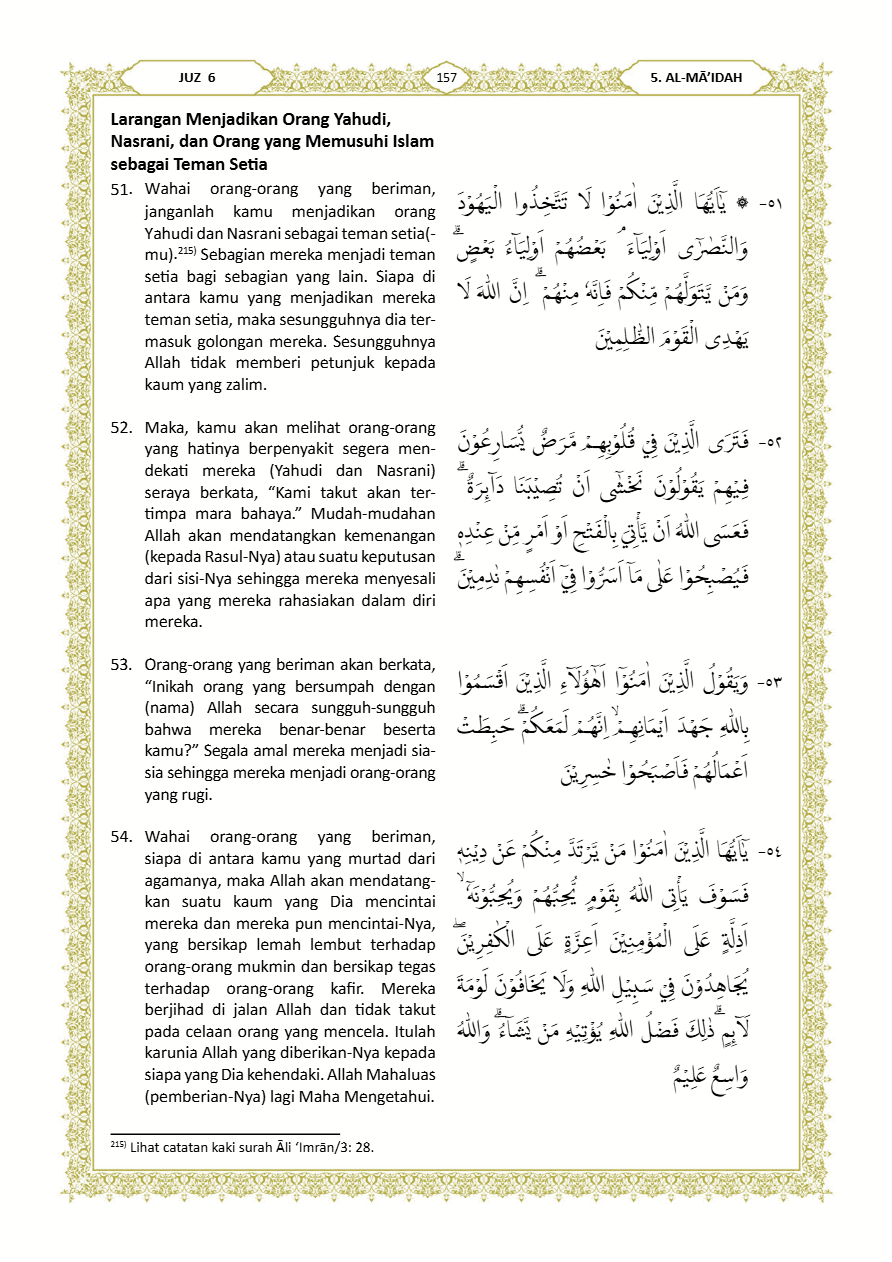 JUZ 6
157
5. AL-MĀ’IDAH
Larangan Menjadikan Orang Yahudi,
Nasrani, dan Orang yang Memusuhi Islam
sebagai Teman Setia
51. Wahai orang-orang yang beriman,
janganlah kamu menjadikan orang
Yahudi dan Nasrani sebagai teman setia(-
mu).²¹⁵⁾ Sebagian mereka menjadi teman
setia bagi sebagian yang lain. Siapa di
antara kamu yang menjadikan mereka
teman setia, maka sesungguhnya dia ter-
masuk golongan mereka. Sesungguhnya
Allah tidak memberi petunjuk kepada
kaum yang zalim.
٥١- ۞ يٰٓاَيُّهَا الَّذِيْنَ اٰمَنُوْا لَا تَتَّخِذُوا الْيَهُوْدَ
وَالنَّصٰرٰٓى اَوْلِيَاۤءَ ۘ بَعْضُهُمْ اَوْلِيَاۤءُ بَعْضٍۗ
وَمَنْ يَّتَوَلَّهُمْ مِّنْكُمْ فَاِنَّهٗ مِنْهُمْ ۗ اِنَّ اللّٰهَ لَا
يَهْدِى الْقَوْمَ الظّٰلِمِيْنَ
52. Maka, kamu akan melihat orang-orang
yang hatinya berpenyakit segera men-
dekati mereka (Yahudi dan Nasrani)
seraya berkata, “Kami takut akan ter-
timpa mara bahaya.” Mudah-mudahan
Allah akan mendatangkan kemenangan
(kepada Rasul-Nya) atau suatu keputusan
dari sisi-Nya sehingga mereka menyesali
apa yang mereka rahasiakan dalam diri
mereka.
٥٢- فَتَرَى الَّذِيْنَ فِيْ قُلُوْبِهِمْ مَّرَضٌ يُّسَارِعُوْنَ
فِيْهِمْ يَقُوْلُوْنَ نَخْشٰٓى اَنْ تُصِيْبَنَا دَاۤىِٕرَةٌ ۗ
فَعَسَى اللّٰهُ اَنْ يَّأْتِيَ بِالْفَتْحِ اَوْ اَمْرٍ مِّنْ عِنْدِهٖ
فَيُصْبِحُوْا عَلٰى مَآ اَسَرُّوْا فِيْٓ اَنْفُسِهِمْ نٰدِمِيْنَۗ
53. Orang-orang yang beriman akan berkata,
“Inikah orang yang bersumpah dengan
(nama) Allah secara sungguh-sungguh
bahwa mereka benar-benar beserta
kamu?” Segala amal mereka menjadi sia-
sia sehingga mereka menjadi orang-orang
yang rugi.
٥٣- وَيَقُوْلُ الَّذِيْنَ اٰمَنُوْٓا اَهٰٓؤُلَاۤءِ الَّذِيْنَ اَقْسَمُوْا
بِاللّٰهِ جَهْدَ اَيْمَانِهِمْۙ اِنَّهُمْ لَمَعَكُمْۗ حَبِطَتْ
اَعْمَالُهُمْ فَاَصْبَحُوْا خٰسِرِيْنَ
54. Wahai orang-orang yang beriman,
siapa di antara kamu yang murtad dari
agamanya, maka Allah akan mendatang-
kan suatu kaum yang Dia mencintai
mereka dan mereka pun mencintai-Nya,
yang bersikap lemah lembut terhadap
orang-orang mukmin dan bersikap tegas
terhadap orang-orang kafir. Mereka
berjihad di jalan Allah dan tidak takut
pada celaan orang yang mencela. Itulah
karunia Allah yang diberikan-Nya kepada
siapa yang Dia kehendaki. Allah Mahaluas
(pemberian-Nya) lagi Maha Mengetahui.
٥٤- يٰٓاَيُّهَا الَّذِيْنَ اٰمَنُوْا مَنْ يَّرْتَدَّ مِنْكُمْ عَنْ دِيْنِهٖ
فَسَوْفَ يَأْتِى اللّٰهُ بِقَوْمٍ يُّحِبُّهُمْ وَيُحِبُّوْنَهٗٓ ۙ
اَذِلَّةٍ عَلَى الْمُؤْمِنِيْنَ اَعِزَّةٍ عَلَى الْكٰفِرِيْنَۖ
يُجَاهِدُوْنَ فِيْ سَبِيْلِ اللّٰهِ وَلَا يَخَافُوْنَ لَوْمَةَ
لَاۤىِٕمٍۗ ذٰلِكَ فَضْلُ اللّٰهِ يُؤْتِيْهِ مَنْ يَّشَاۤءُۗ وَاللّٰهُ
وَاسِعٌ عَلِيْمٌ
²¹⁵⁾ Lihat catatan kaki surah Āli ‘Imrān/3: 28.